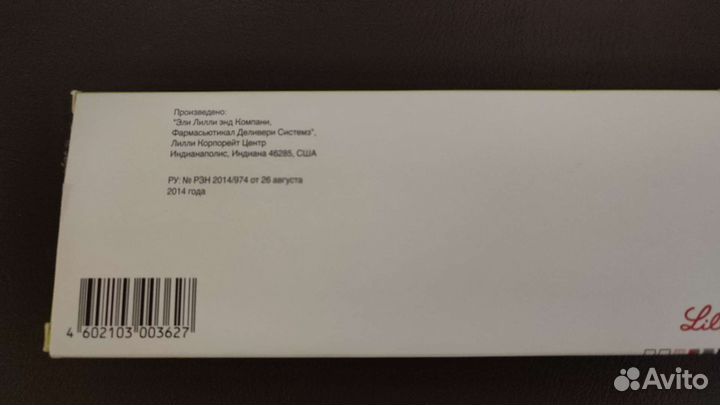 Произведено:
"Эли Лилли энд Компани,
Фармасьютикал Деливери Системз",
Лилли Корпорейт Центр
Индианаполис, Индиана 46285, США
РУ: № РЗН 2014/974 от 26 августа
2014 года
4 602103 003627
Lil
Avito